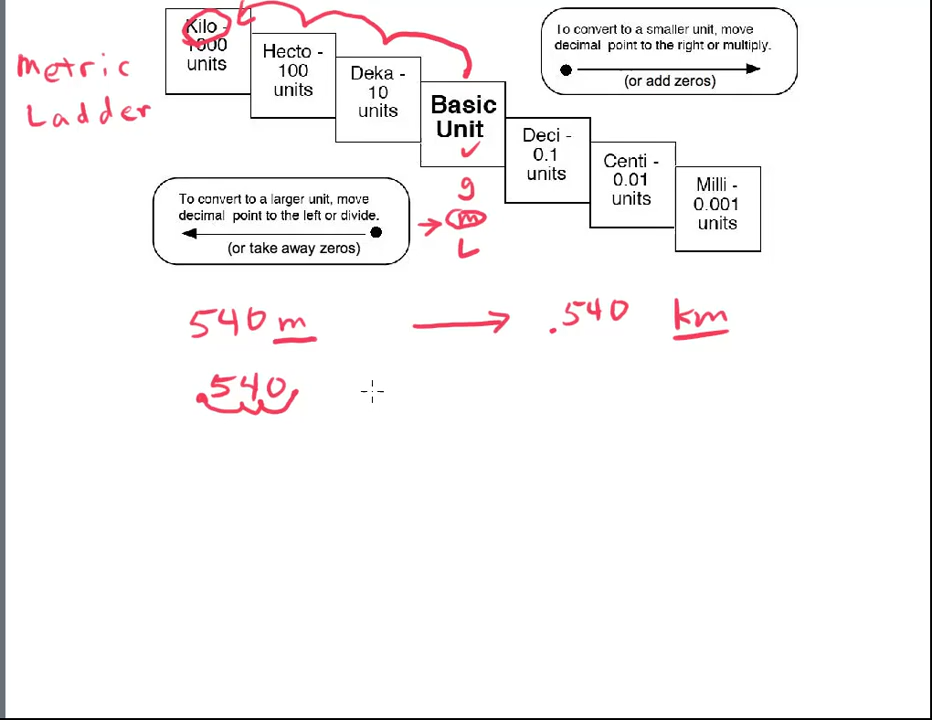 Metric
Ladder
Kilo -
1000
units
Hecto -
100
units
Deka -
10
units
Basic
Unit
g
m
L
Deci -
0.1
units
Centi -
0.01
units
Milli -
0.001
units
To convert to a smaller unit, move
decimal point to the right or multiply.
(or add zeros)
To convert to a larger unit, move
decimal point to the left or divide.
(or take away zeros)
540 m → .540 km
.540